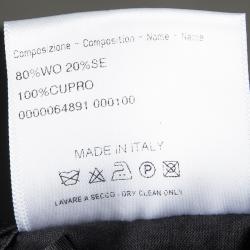 Composizione - Composition - Name - Name
80%WO 20%SE
100%CUPRO
0000064891 000100
MADE IN ITALY
LAVARE A SECCO - DRY CLEAN ONLY